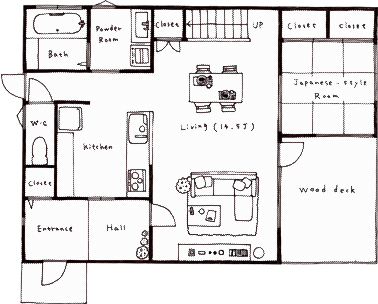 Bath
Powder
Room
Closet
UP
Closet
Closet
Japanese-style
Room
W.C
Kitchen
Living (14.5J)
Closet
Entrance
Hall
Wood deck